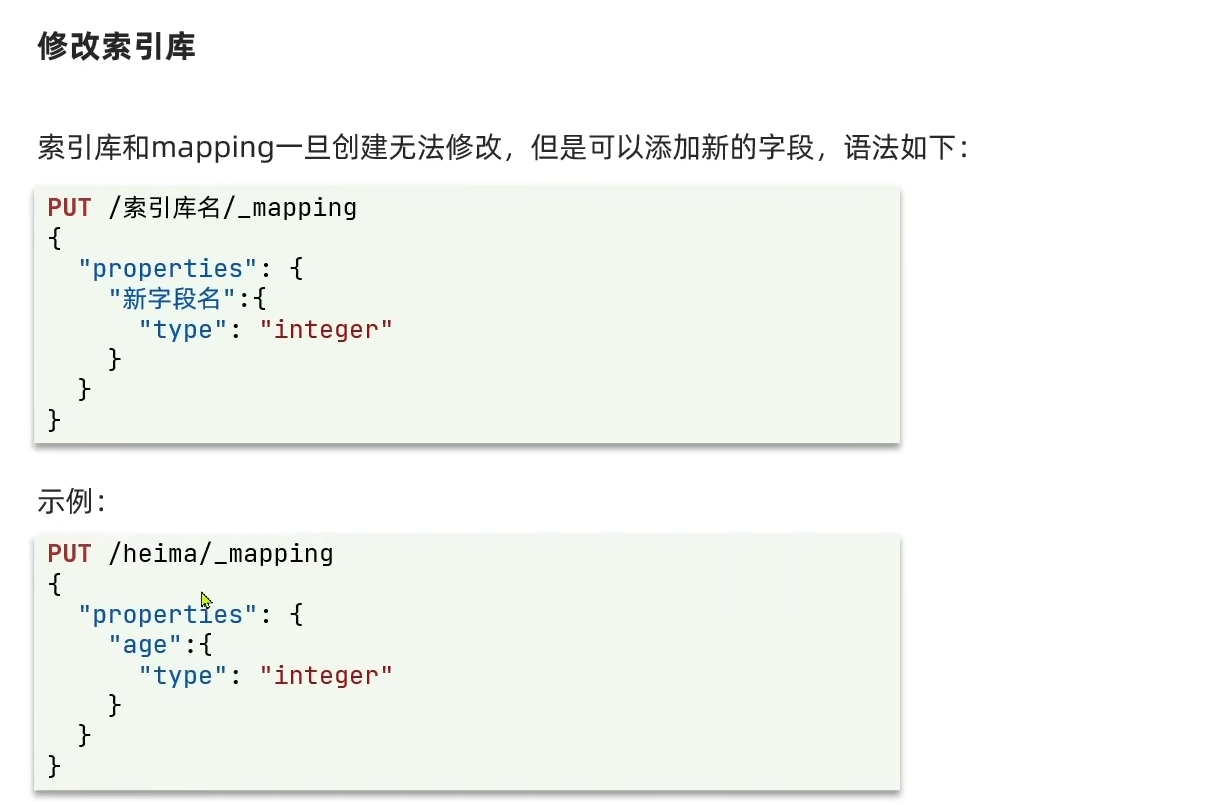 修改索引库
索引库和mapping一旦创建无法修改，但是可以添加新的字段，语法如下：
PUT /索引库名/_mapping
{
  "properties": {
    "新字段名":{
      "type": "integer"
    }
  }
}
示例：
PUT /heima/_mapping
{
  "properties": {
    "age":{
      "type": "integer"
    }
  }
}